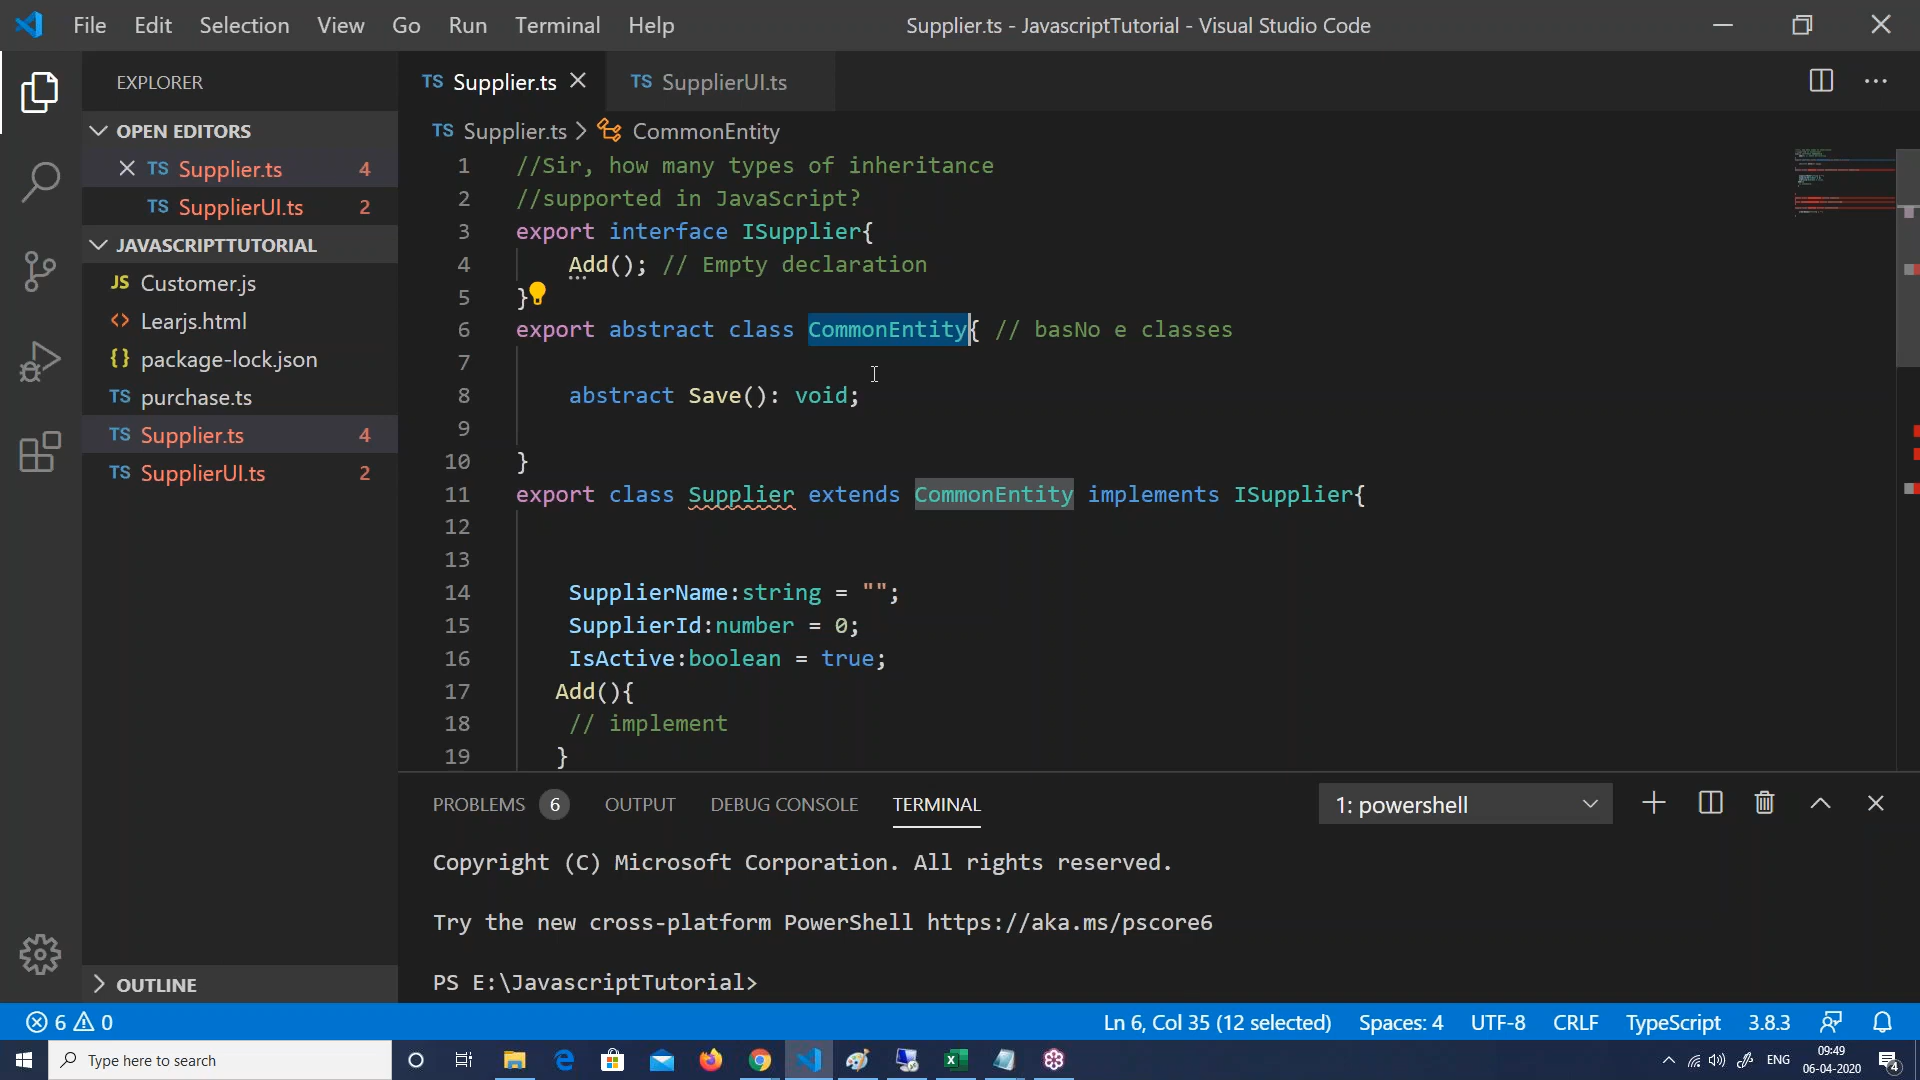 File Edit Selection View Go Run Terminal Help
Supplier.ts - JavascriptTutorial - Visual Studio Code
EXPLORER
OPEN EDITORS
TS Supplier.ts 4
TS SupplierUI.ts 2
JAVASCRIPTTUTORIAL
JS Customer.js
<> Learjs.html
{} package-lock.json
TS purchase.ts
TS Supplier.ts 4
TS SupplierUI.ts 2
OUTLINE
TS Supplier.ts TS SupplierUI.ts
TS Supplier.ts > CommonEntity
1 //Sir, how many types of inheritance
2 //supported in JavaScript?
3 export interface ISupplier{
4 Add(); // Empty declaration
5 }
6 export abstract class CommonEntity{ // basNo e classes
7
8 abstract Save(): void;
9
10 }
11 export class Supplier extends CommonEntity implements ISupplier{
12
13
14 SupplierName:string = "";
15 SupplierId:number = 0;
16 IsActive:boolean = true;
17 Add(){
18 // implement
19 }
PROBLEMS 6 OUTPUT DEBUG CONSOLE TERMINAL 1: powershell
Copyright (C) Microsoft Corporation. All rights reserved.
Try the new cross-platform PowerShell https://aka.ms/pscore6
PS E:\JavascriptTutorial>
6 0 Ln 6, Col 35 (12 selected) Spaces: 4 UTF-8 CRLF TypeScript 3.8.3
Type here to search
ENG
09:49
06-04-2020
4